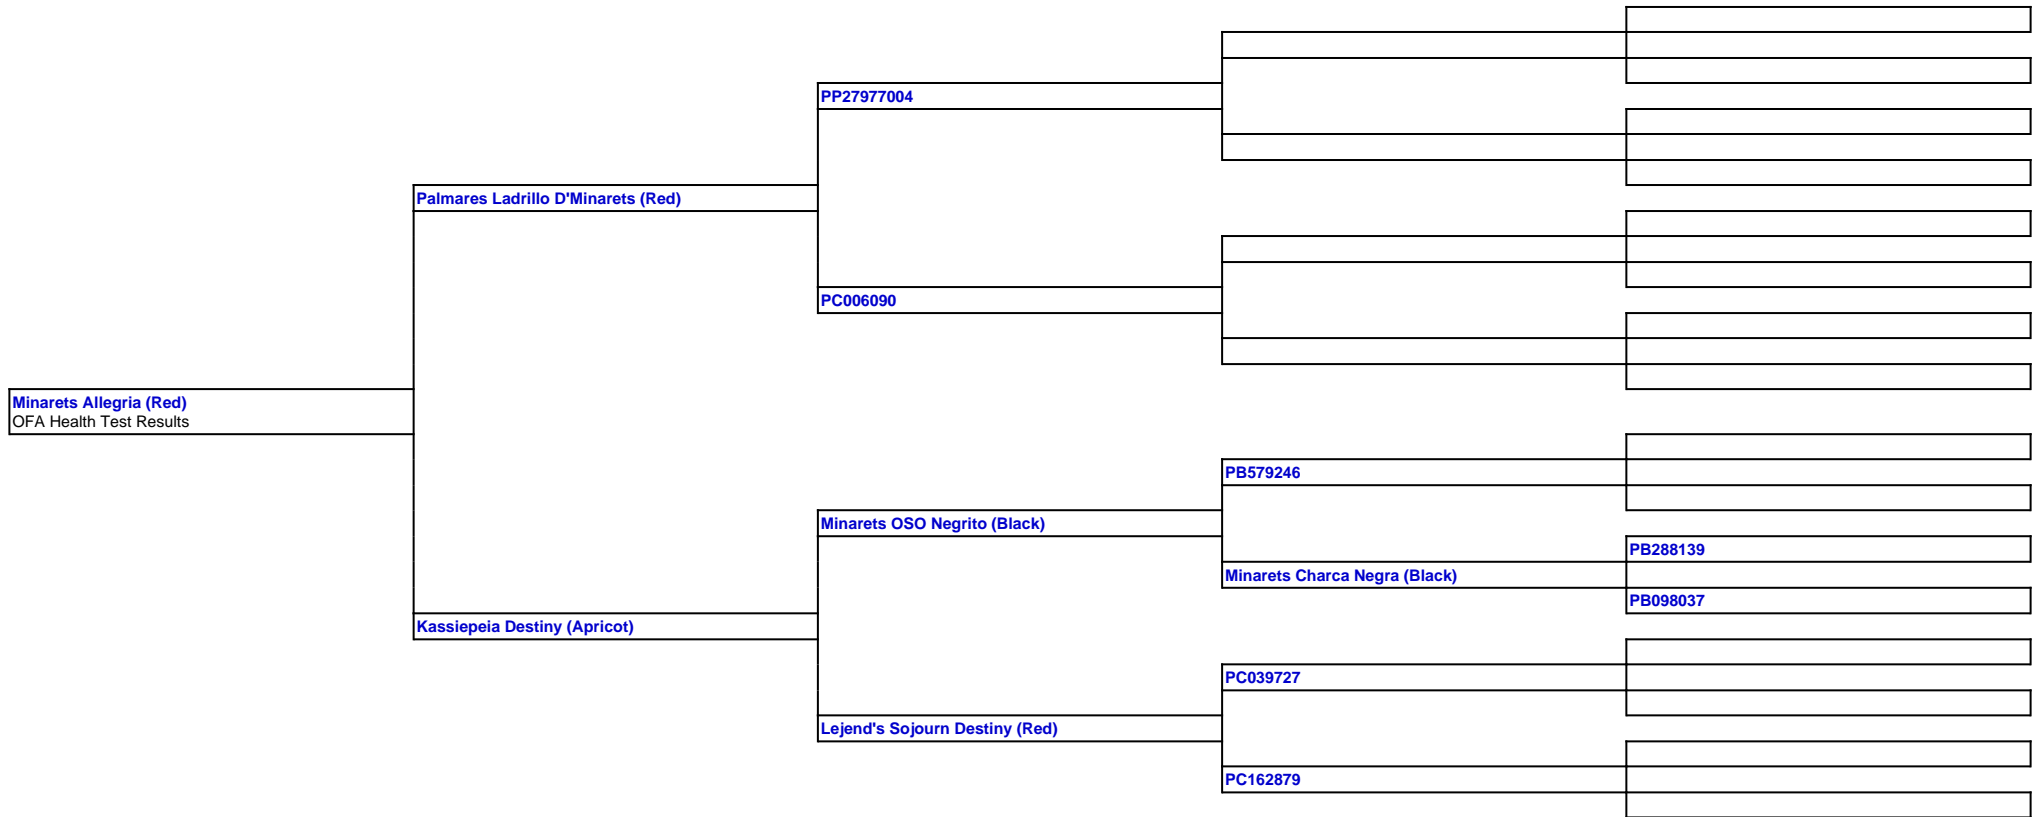 PP27977004
Palmares Ladrillo D'Minarets (Red)
PC006090
Minarets Allegria (Red)
OFA Health Test Results
PB579246
Minarets OSO Negrito (Black)
PB288139
Minarets Charca Negra (Black)
PB098037
Kassiepeia Destiny (Apricot)
PC039727
Lejend's Sojourn Destiny (Red)
PC162879